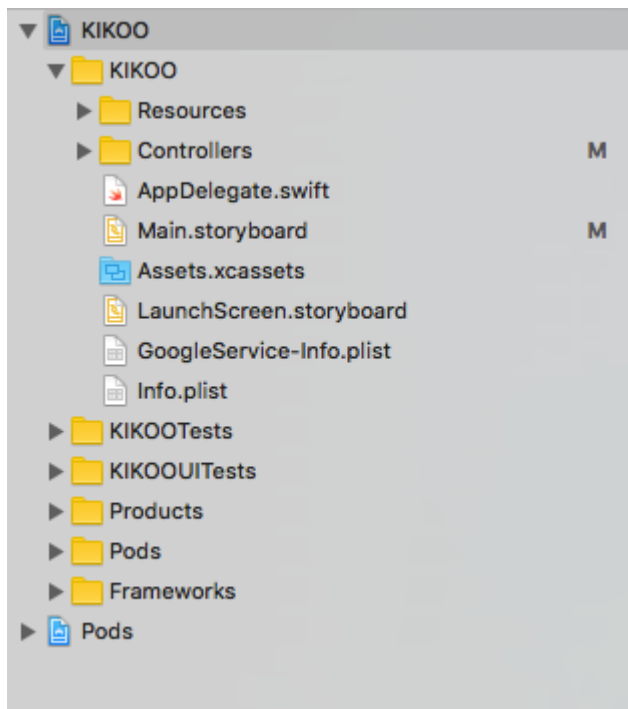 KIKOO
KIKOO
Resources
Controllers M
AppDelegate.swift
Main.storyboard M
Assets.xcassets
LaunchScreen.storyboard
GoogleService-Info.plist
Info.plist
KIKOOTests
KIKOOUITests
Products
Pods
Frameworks
Pods